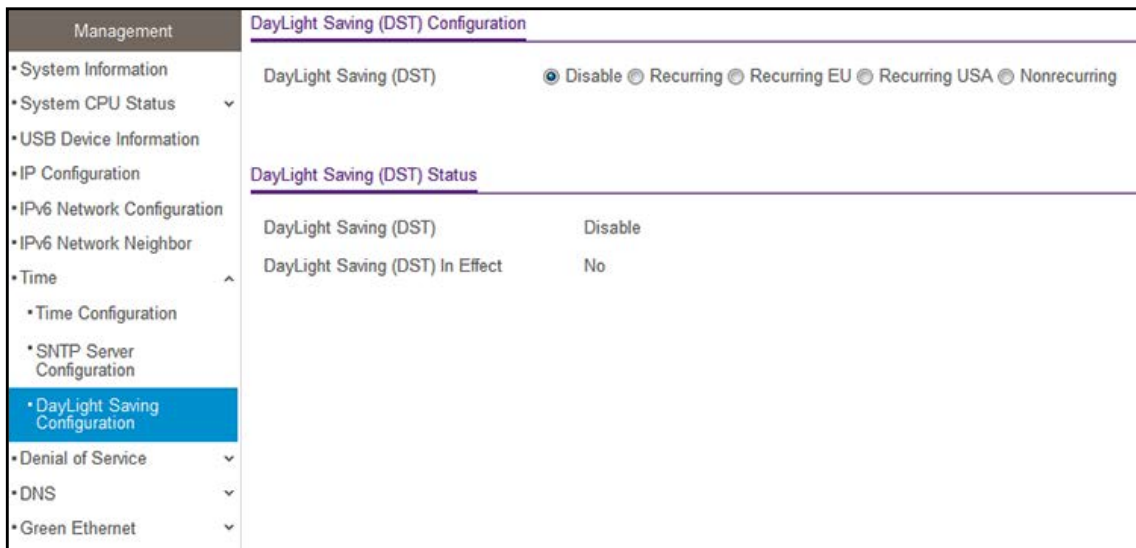 Management
• System Information
• System CPU Status
• USB Device Information
• IP Configuration
• IPv6 Network Configuration
• IPv6 Network Neighbor
• Time
• Time Configuration
• SNTP Server
Configuration
• DayLight Saving
Configuration
• Denial of Service
• DNS
• Green Ethernet
DayLight Saving (DST) Configuration
DayLight Saving (DST) Disable Recurring Recurring EU Recurring USA Nonrecurring
DayLight Saving (DST) Status
DayLight Saving (DST) Disable
DayLight Saving (DST) In Effect No